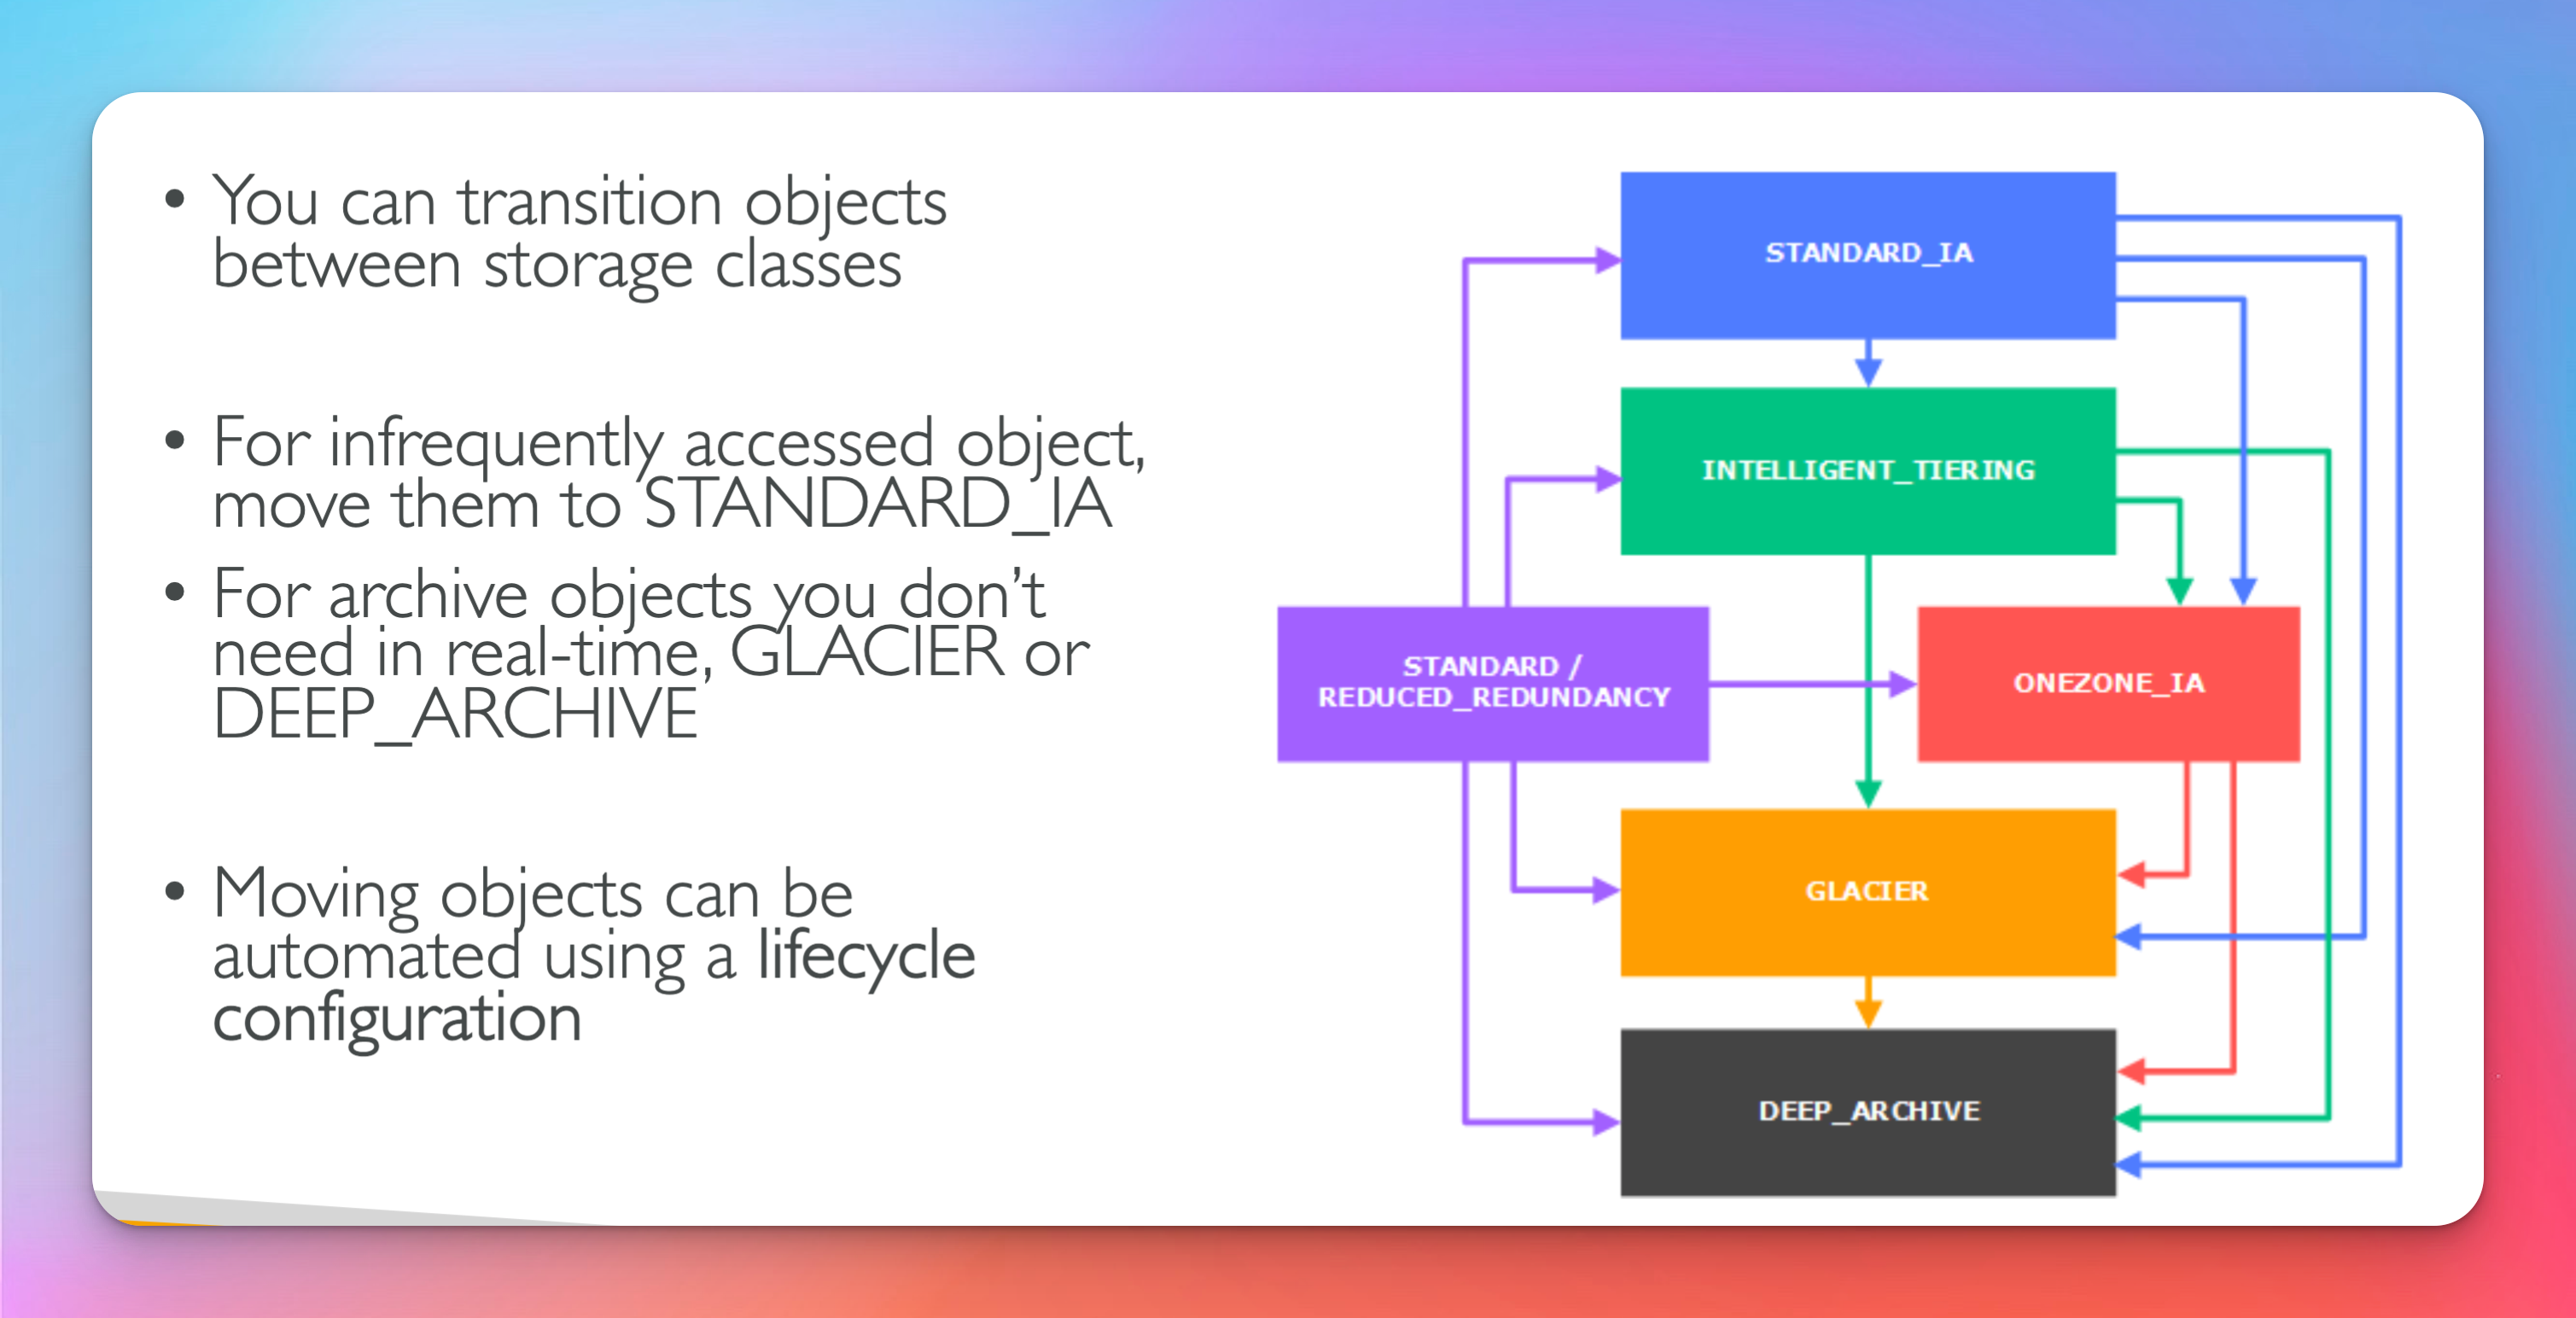 • You can transition objects
between storage classes
• For infrequently accessed object,
move them to STANDARD_IA
• For archive objects you don’t
need in real-time, GLACIER or
DEEP_ARCHIVE
• Moving objects can be
automated using a lifecycle
configuration
STANDARD_IA
INTELLIGENT_TIERING
STANDARD /
REDUCED_REDUNDANCY
ONEZONE_IA
GLACIER
DEEP_ARCHIVE